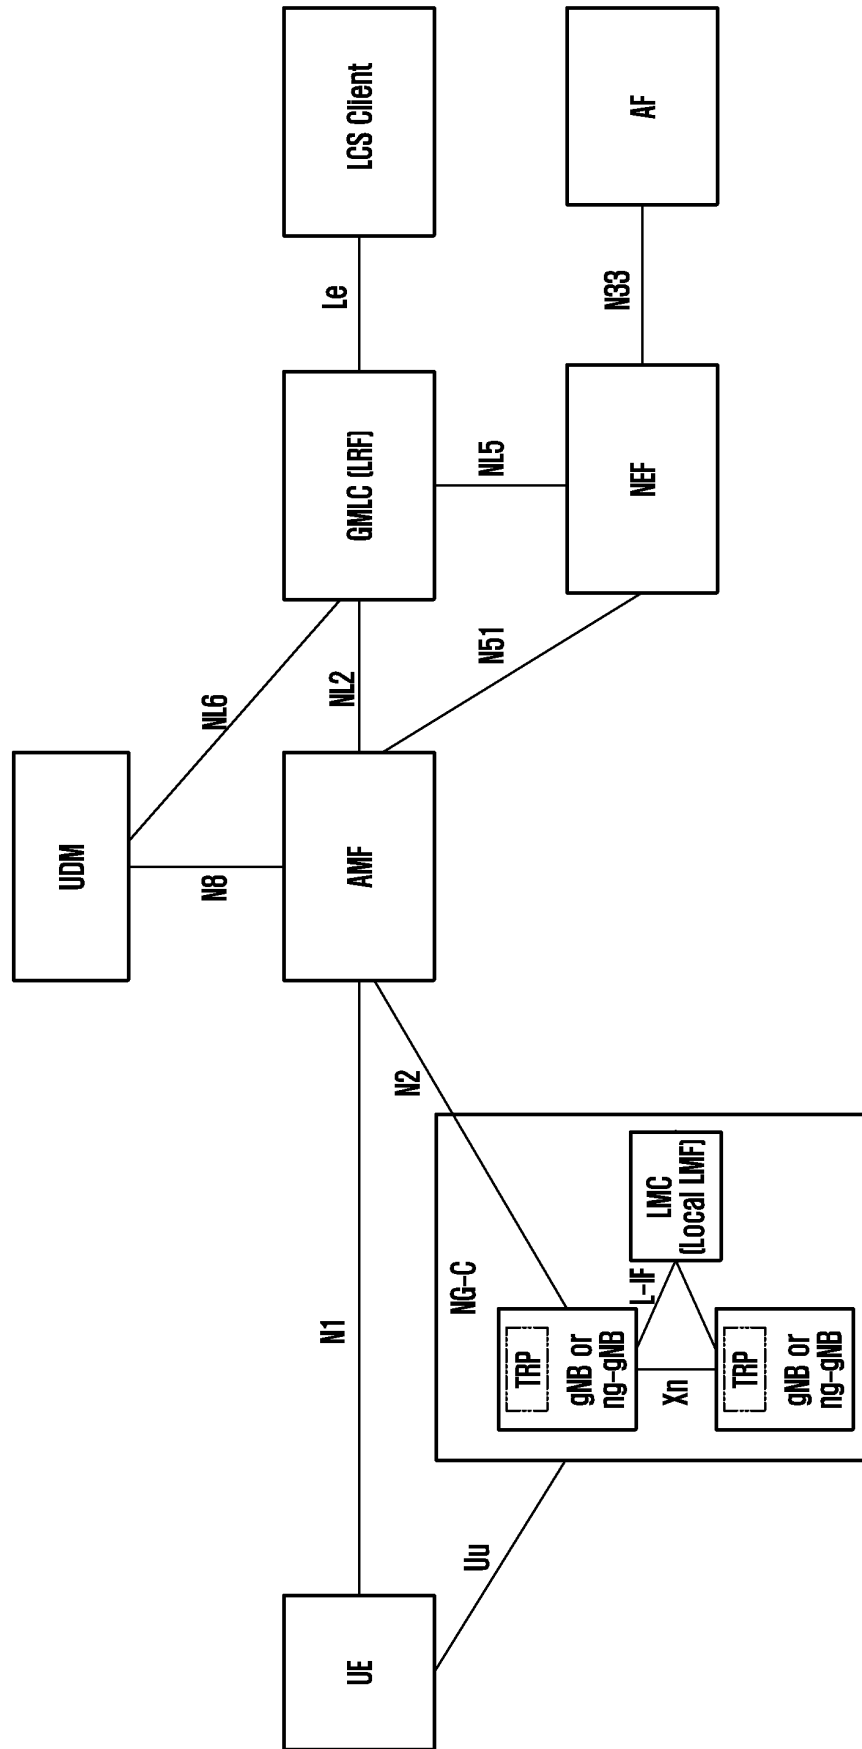 UDM
N8
NL6
UE
N1
AMF
NL2
GMLC (LRF)
Le
LCS Client
Uu
N2
N51
NL5
NG-C
TRP
gNB or
ng-gNB
Xn
L-IF
LMC
(Local LMF)
TRP
gNB or
ng-gNB
NEF
N33
AF